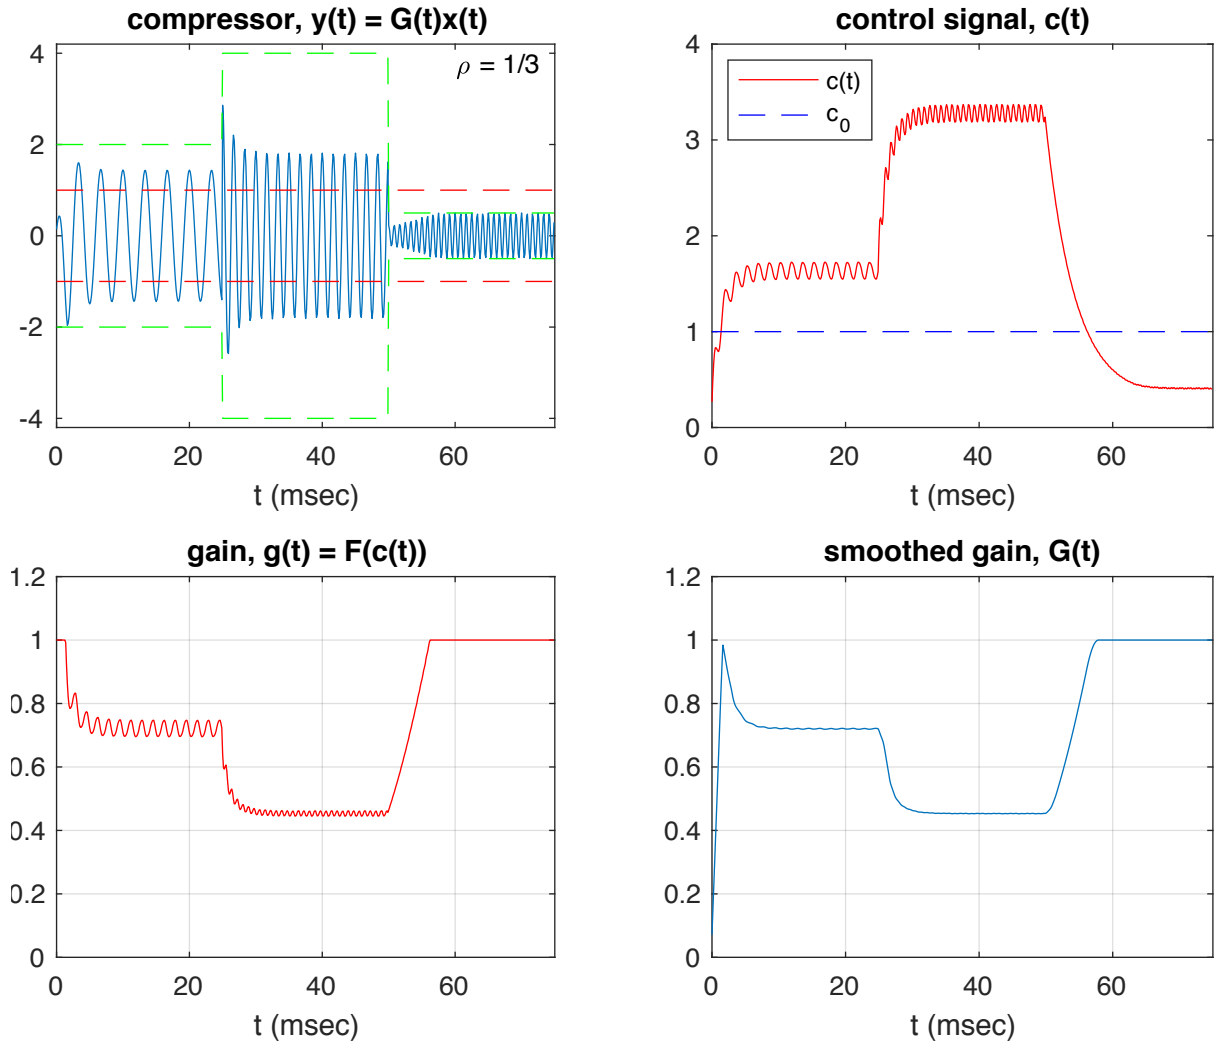 compressor, y(t) = G(t)x(t)
4
2
0
-2
-4
ρ = 1/3
0 20 40 60
t (msec)
control signal, c(t)
4
3
2
1
0
c(t)
c0
0 20 40 60
t (msec)
gain, g(t) = F(c(t))
1.2
1
0.8
0.6
0.4
0.2
0
0 20 40 60
t (msec)
smoothed gain, G(t)
1.2
1
0.8
0.6
0.4
0.2
0
0 20 40 60
t (msec)